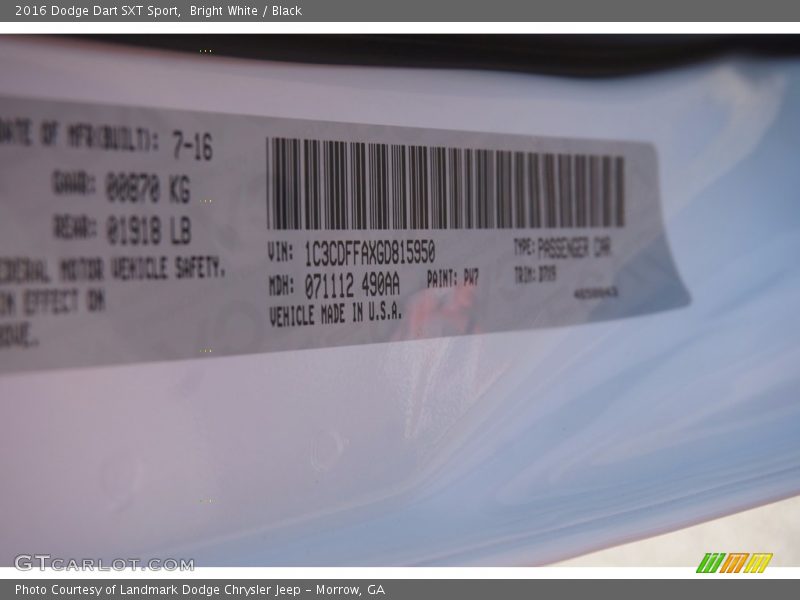 2016 Dodge Dart SXT Sport,  Bright White / Black
DATE OF MFR(BUILT): 7-16
GAWR: 00870 KG
REAR: 01918 LB
FEDERAL MOTOR VEHICLE SAFETY.
IN EFFECT ON
VIN: 1C3CDFFAXGD815950
TYPE: PASSENGER CAR
MDH: 071112 490AA
PAINT: PW7
TRIM:
VEHICLE MADE IN U.S.A.
GTCARLOT.COM
Photo Courtesy of Landmark Dodge Chrysler Jeep - Morrow, GA